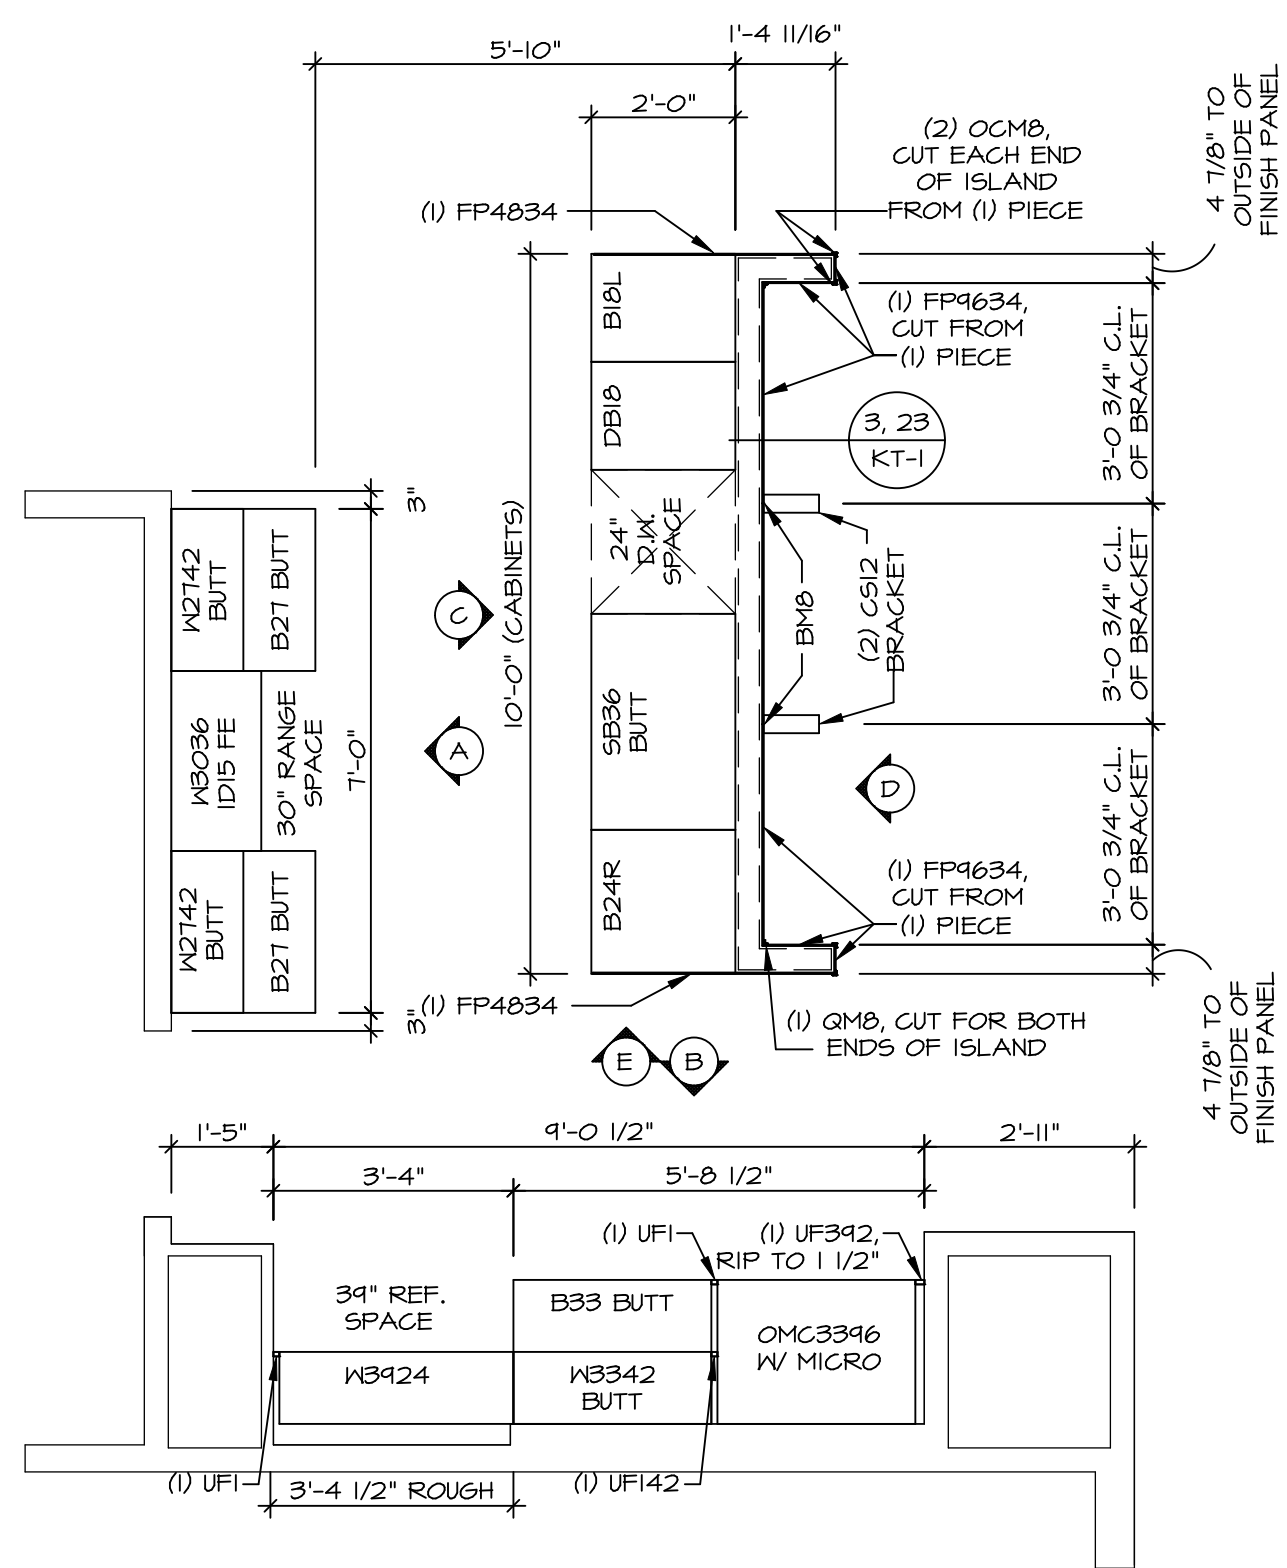 1'-4 11/16"
5'-10"
2'-0"
(2) OCM8,
CUT EACH END
OF ISLAND
FROM (1) PIECE
4 7/8" TO
OUTSIDE OF
FINISH PANEL
(1) FP4834
B18L
(1) FP9634,
CUT FROM
(1) PIECE
3'-0 3/4" C.L.
OF BRACKET
DB18
3, 23
KT-1
3"
24"
D.W.
SPACE
10'-0" (CABINETS)
W2742
BUTT
B27 BUTT
C
BM8
(2) CS12
BRACKET
3'-0 3/4" C.L.
OF BRACKET
SB36
BUTT
W3036
1D15 FE
30" RANGE
SPACE
7'-0"
A
D
3'-0 3/4" C.L.
OF BRACKET
W2742
BUTT
B27 BUTT
B24R
(1) FP9634,
CUT FROM
(1) PIECE
3"
(1) FP4834
(1) QM8, CUT FOR BOTH
ENDS OF ISLAND
4 7/8" TO
OUTSIDE OF
FINISH PANEL
E
B
1'-5"
9'-0 1/2"
2'-11"
3'-4"
5'-8 1/2"
(1) UF1
(1) UF392,
RIP TO 1 1/2"
39" REF.
SPACE
B33 BUTT
OMC3396
W/ MICRO
W3924
W3342
BUTT
(1) UF1
3'-4 1/2" ROUGH
(1) UF142